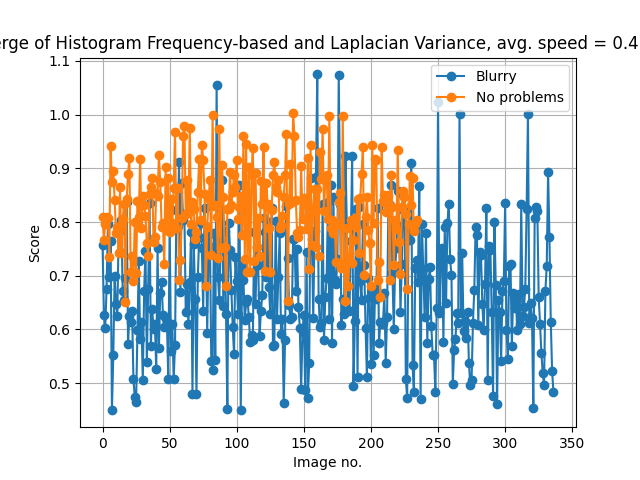 of Histogram Frequency-based and Laplacian Variance, avg. speed = 0.4
Blurry
No problems
Score
1.1
1.0
0.9
0.8
0.7
0.6
0.5
0 50 100 150 200 250 300 350
Image no.